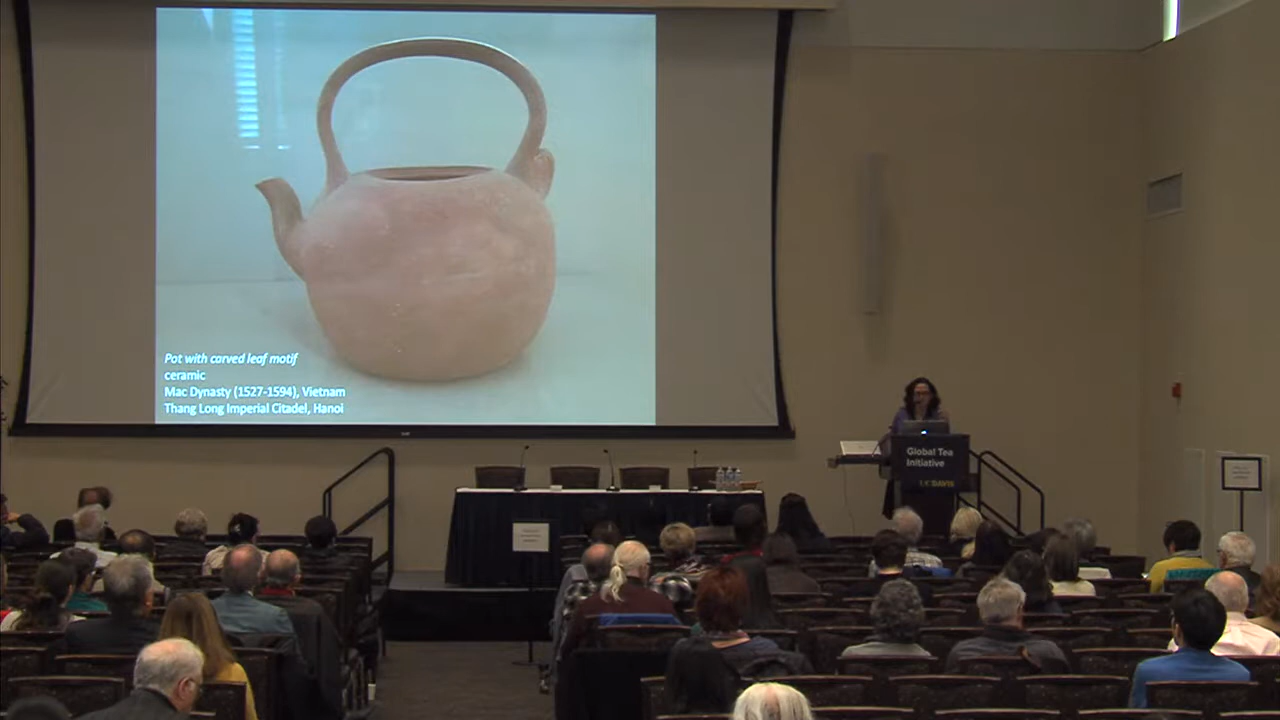 Pot with carved leaf motif
ceramic
Mac Dynasty (1527-1594), Vietnam
Thang Long Imperial Citadel, Hanoi
Global Tea
Initiative
UC DAVIS